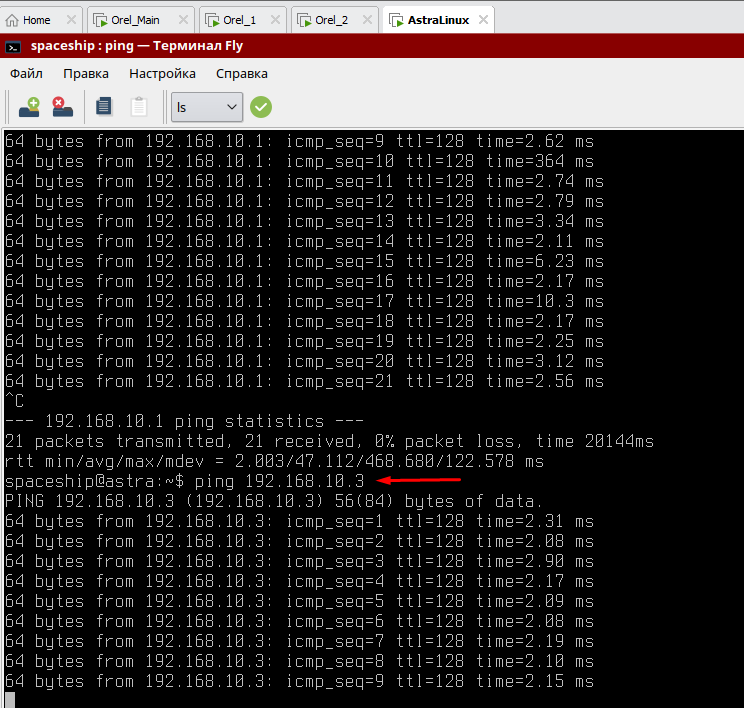 Home Orel_Main Orel_1 Orel_2 AstraLinux
spaceship : ping — Терминал Fly
Файл Правка Настройка Справка
ls
64 bytes from 192.168.10.1: icmp_seq=9 ttl=128 time=2.62 ms
64 bytes from 192.168.10.1: icmp_seq=10 ttl=128 time=364 ms
64 bytes from 192.168.10.1: icmp_seq=11 ttl=128 time=2.74 ms
64 bytes from 192.168.10.1: icmp_seq=12 ttl=128 time=2.79 ms
64 bytes from 192.168.10.1: icmp_seq=13 ttl=128 time=3.34 ms
64 bytes from 192.168.10.1: icmp_seq=14 ttl=128 time=2.11 ms
64 bytes from 192.168.10.1: icmp_seq=15 ttl=128 time=6.23 ms
64 bytes from 192.168.10.1: icmp_seq=16 ttl=128 time=2.17 ms
64 bytes from 192.168.10.1: icmp_seq=17 ttl=128 time=10.3 ms
64 bytes from 192.168.10.1: icmp_seq=18 ttl=128 time=2.17 ms
64 bytes from 192.168.10.1: icmp_seq=19 ttl=128 time=2.25 ms
64 bytes from 192.168.10.1: icmp_seq=20 ttl=128 time=3.12 ms
64 bytes from 192.168.10.1: icmp_seq=21 ttl=128 time=2.56 ms
^C
--- 192.168.10.1 ping statistics ---
21 packets transmitted, 21 received, 0% packet loss, time 20144ms
rtt min/avg/max/mdev = 2.003/47.112/468.680/122.578 ms
spaceship@astra:~$ ping 192.168.10.3
PING 192.168.10.3 (192.168.10.3) 56(84) bytes of data.
64 bytes from 192.168.10.3: icmp_seq=1 ttl=128 time=2.31 ms
64 bytes from 192.168.10.3: icmp_seq=2 ttl=128 time=2.08 ms
64 bytes from 192.168.10.3: icmp_seq=3 ttl=128 time=2.90 ms
64 bytes from 192.168.10.3: icmp_seq=4 ttl=128 time=2.17 ms
64 bytes from 192.168.10.3: icmp_seq=5 ttl=128 time=2.09 ms
64 bytes from 192.168.10.3: icmp_seq=6 ttl=128 time=2.08 ms
64 bytes from 192.168.10.3: icmp_seq=7 ttl=128 time=2.19 ms
64 bytes from 192.168.10.3: icmp_seq=8 ttl=128 time=2.10 ms
64 bytes from 192.168.10.3: icmp_seq=9 ttl=128 time=2.15 ms